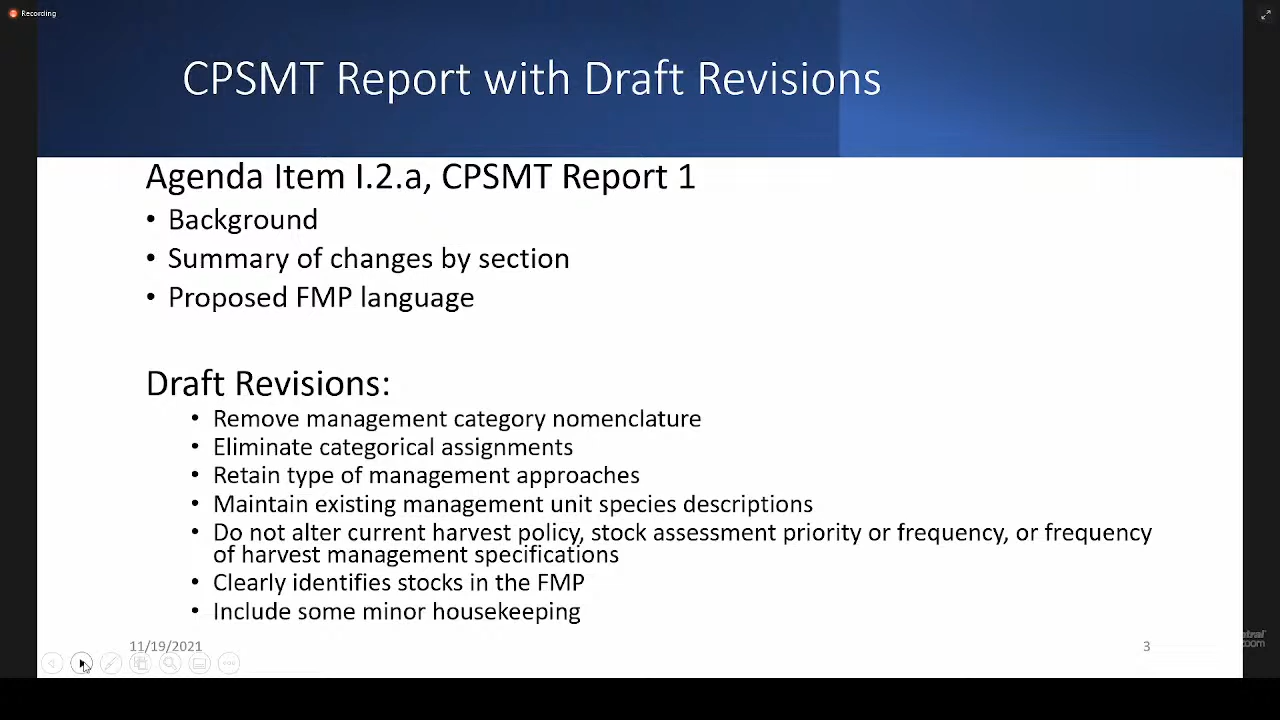 Recording
CPSMT Report with Draft Revisions
Agenda Item I.2.a, CPSMT Report 1
• Background
• Summary of changes by section
• Proposed FMP language
Draft Revisions:
• Remove management category nomenclature
• Eliminate categorical assignments
• Retain type of management approaches
• Maintain existing management unit species descriptions
• Do not alter current harvest policy, stock assessment priority or frequency, or frequency
of harvest management specifications
• Clearly identifies stocks in the FMP
• Include some minor housekeeping
11/19/2021
3